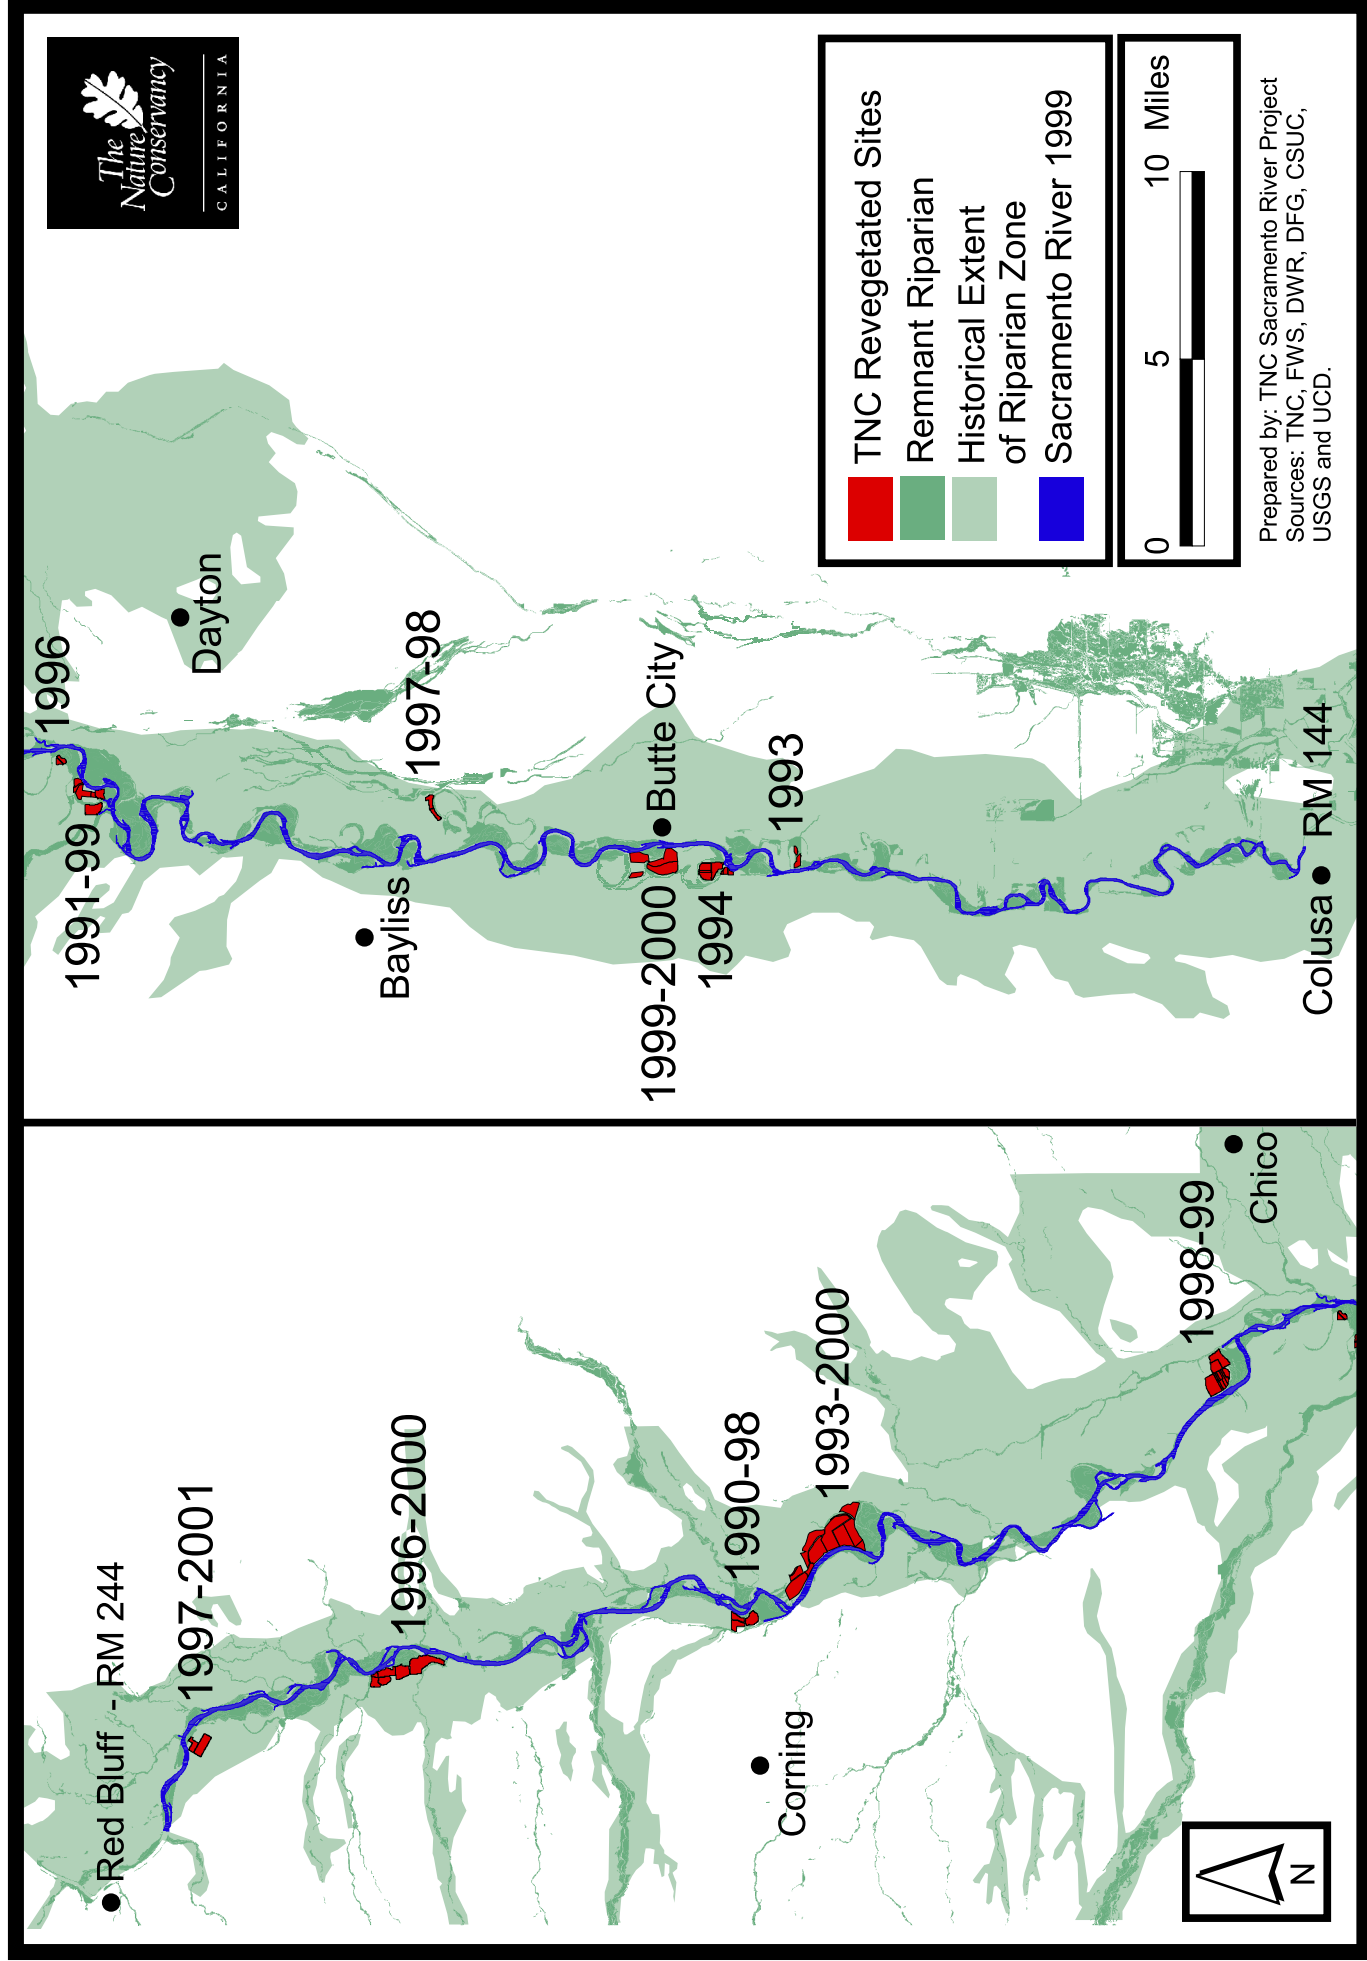 Red Bluff - RM 244
1997-2001
1996-2000
1990-98
1993-2000
Corning
1998-99
Chico
N
1996
1991-99
Dayton
1997-98
Bayliss
Butte City
1999-2000
1994
1993
Colusa
RM 144
The
Nature
Conservancy
CALIFORNIA
TNC Revegetated Sites
Remnant Riparian
Historical Extent
of Riparian Zone
Sacramento River 1999
0 5 10 Miles
Prepared by: TNC Sacramento River Project
Sources: TNC, FWS, DWR, DFG, CSUC,
USGS and UCD.